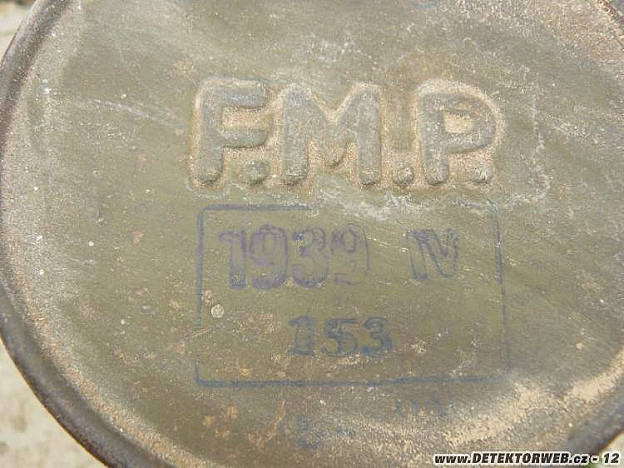 F.M.P.
1939 IV
153
www.DETEKTORWEB.cz - 12